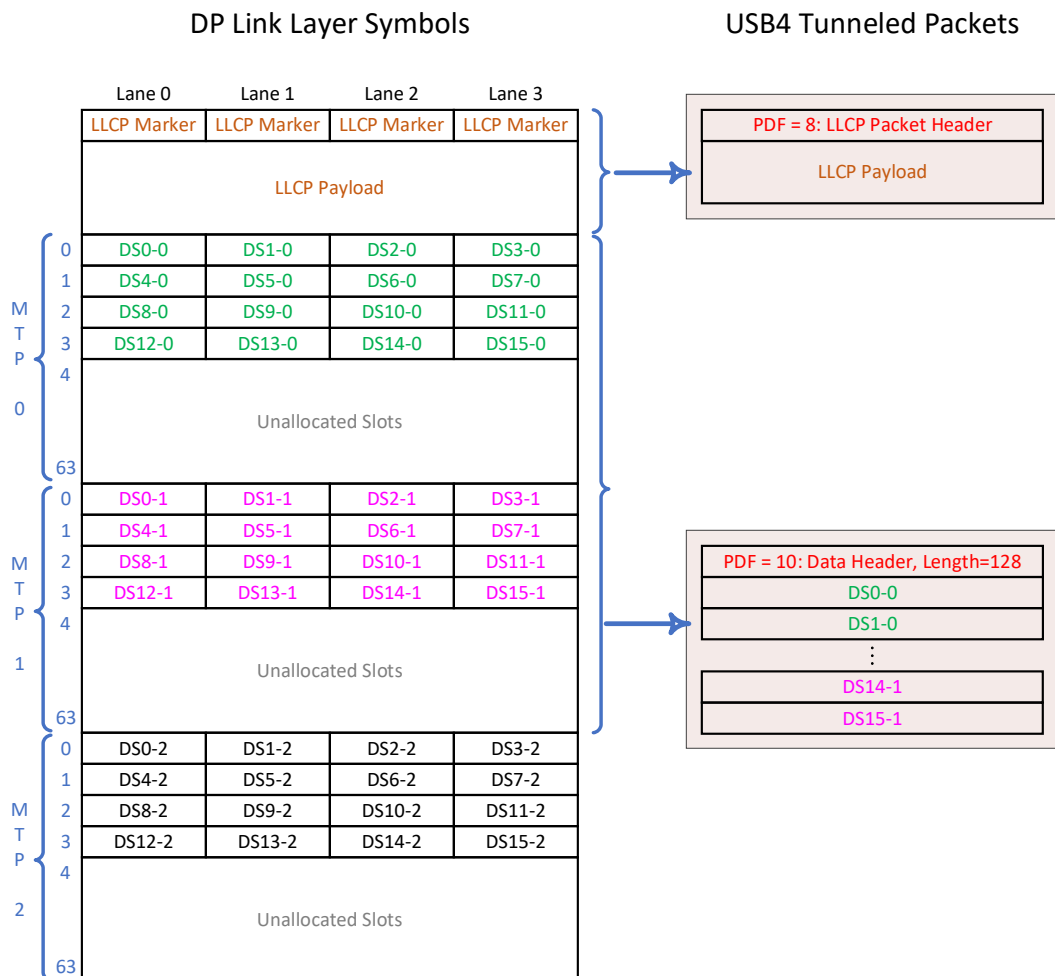 DP Link Layer Symbols
USB4 Tunneled Packets
Lane 0 Lane 1 Lane 2 Lane 3
LLCP Marker LLCP Marker LLCP Marker LLCP Marker
LLCP Payload
PDF = 8: LLCP Packet Header
LLCP Payload
MTP 0
0 DS0-0 DS1-0 DS2-0 DS3-0
1 DS4-0 DS5-0 DS6-0 DS7-0
2 DS8-0 DS9-0 DS10-0 DS11-0
3 DS12-0 DS13-0 DS14-0 DS15-0
4
Unallocated Slots
63
MTP 1
0 DS0-1 DS1-1 DS2-1 DS3-1
1 DS4-1 DS5-1 DS6-1 DS7-1
2 DS8-1 DS9-1 DS10-1 DS11-1
3 DS12-1 DS13-1 DS14-1 DS15-1
4
Unallocated Slots
63
PDF = 10: Data Header, Length=128
DS0-0
DS1-0
⋮
DS14-1
DS15-1
MTP 2
0 DS0-2 DS1-2 DS2-2 DS3-2
1 DS4-2 DS5-2 DS6-2 DS7-2
2 DS8-2 DS9-2 DS10-2 DS11-2
3 DS12-2 DS13-2 DS14-2 DS15-2
4
Unallocated Slots
63